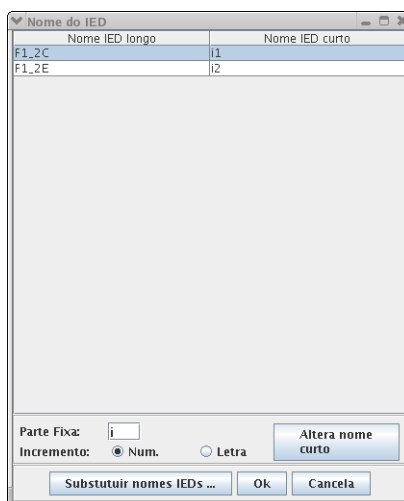 Nome do IED
Nome IED longo Nome IED curto
F1_2C i1
F1_2E i2
Parte Fixa: i
Incremento: Num. Letra
Altera nome
curto
Substutuir nomes IEDs ... Ok Cancela